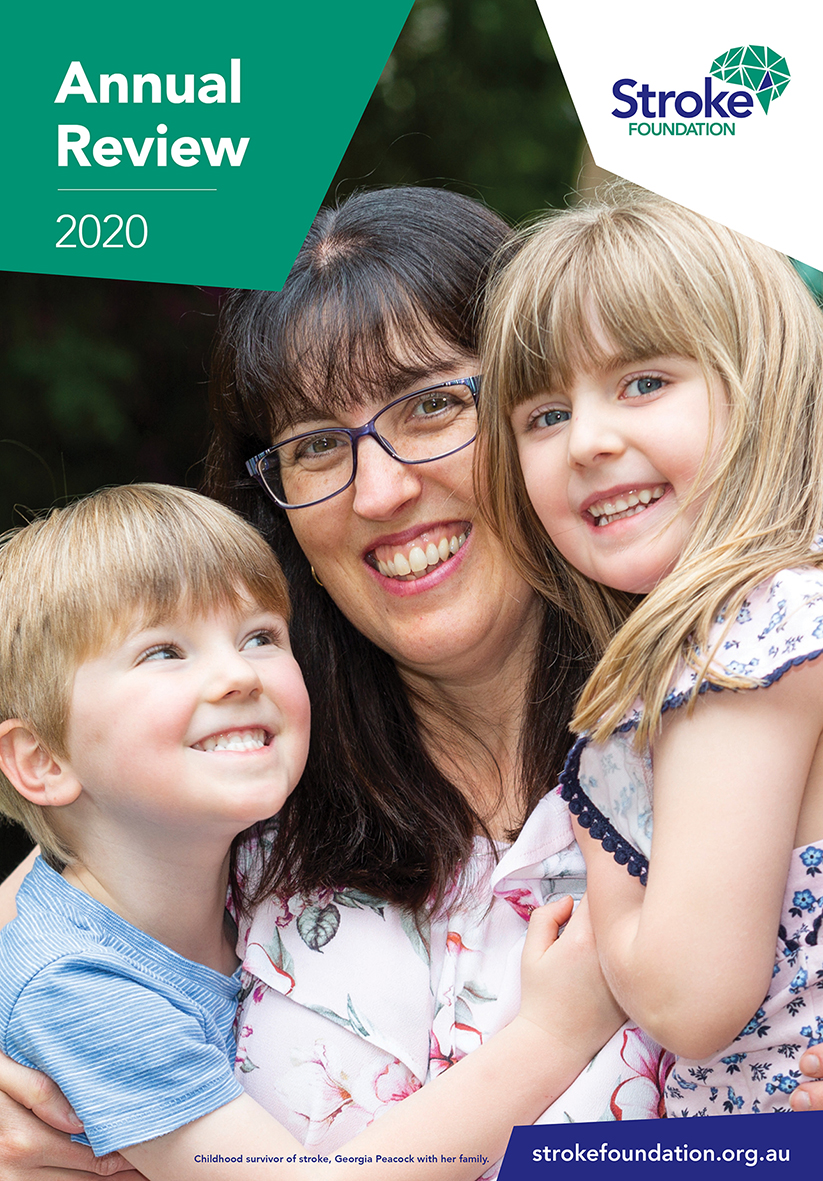 Annual
Review
2020
Stroke
FOUNDATION
Childhood survivor of stroke, Georgia Peacock with her family.
strokefoundation.org.au